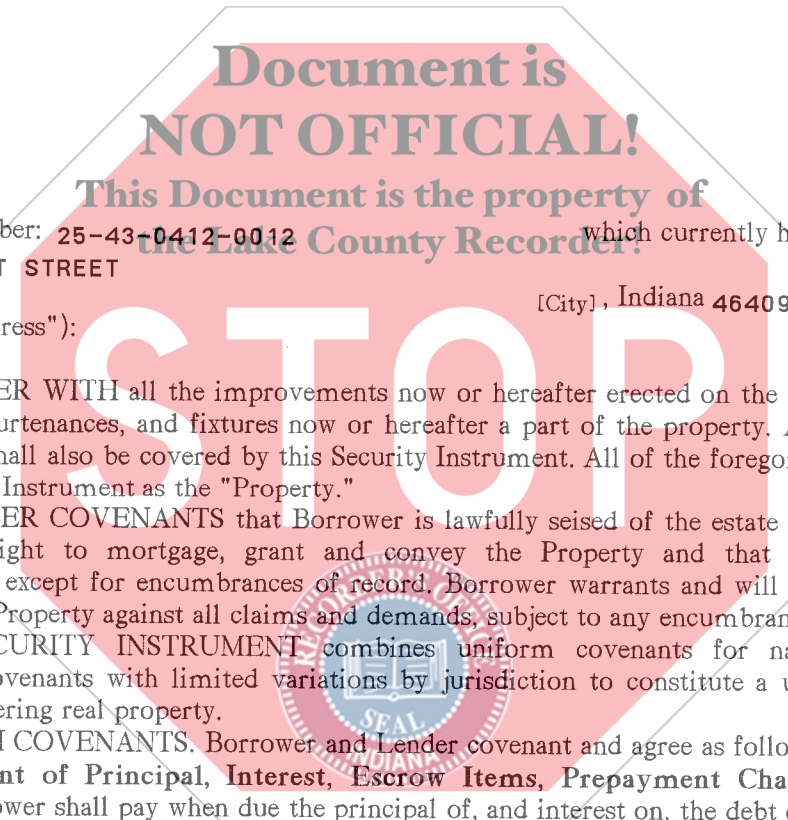 Document is
NOT OFFICIAL!
This Document is the property of
the Lake County Recorder!
ber: 25-43-0412-0012 which currently h
T STREET
[City], Indiana 46409
ress"):
STOP
ER WITH all the improvements now or hereafter erected on the
urtenances, and fixtures now or hereafter a part of the property. A
hall also be covered by this Security Instrument. All of the forego
Instrument as the "Property."
ER COVENANTS that Borrower is lawfully seised of the estate
ight to mortgage, grant and convey the Property and that
except for encumbrances of record. Borrower warrants and will
Property against all claims and demands, subject to any encumbran
CURITY INSTRUMENT combines uniform covenants for na
ovenants with limited variations by jurisdiction to constitute a u
ering real property.
RECORDER'S OFFICE
SEAL
INDIANA
M COVENANTS. Borrower and Lender covenant and agree as follo
nt of Principal, Interest, Escrow Items, Prepayment Cha
ower shall pay when due the principal of, and interest on, the debt